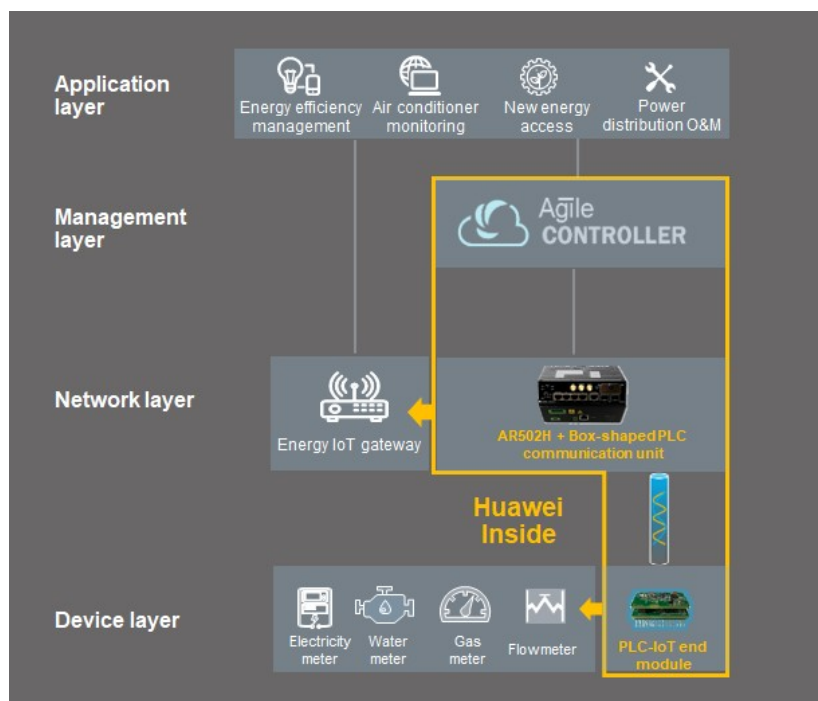 Application
layer
Energy efficiency
management
Air conditioner
monitoring
New energy
access
Power
distribution O&M
Management
layer
Agile
CONTROLLER
Network layer
Energy IoT gateway
AR502H + Box-shaped PLC
communication unit
Huawei
Inside
Device layer
Electricity
meter
Water
meter
Gas
meter
Flowmeter
PLC-IoT end
module